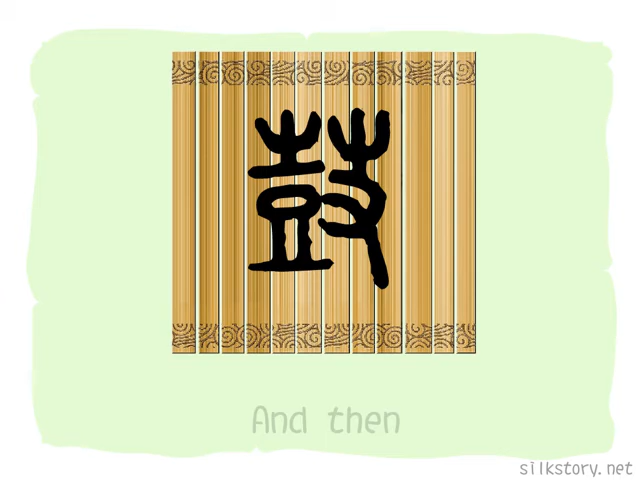 鼓
And then
silkstory.net